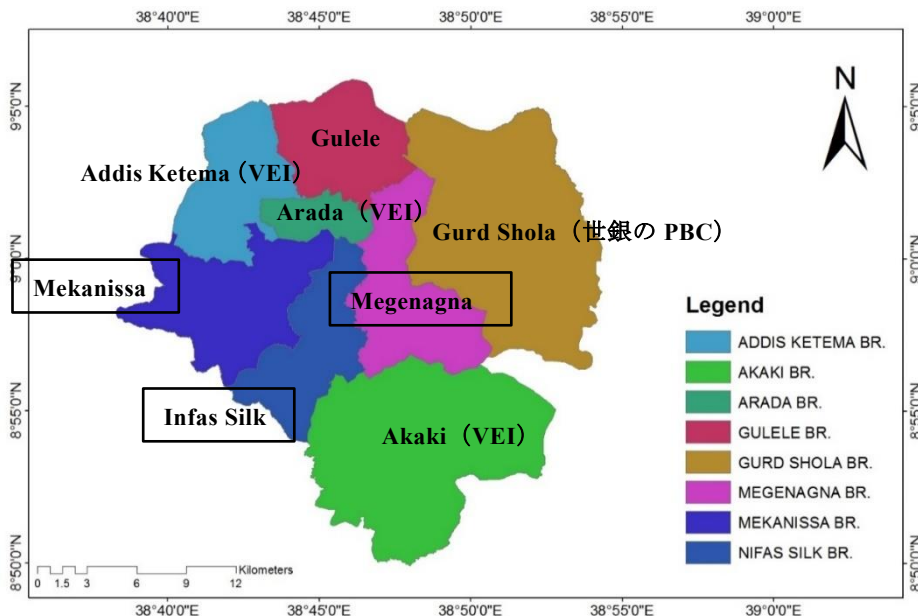 38°40'0"E 38°45'0"E 38°50'0"E 38°55'0"E 39°0'0"E
9°5'0"N 9°5'0"N
Gulele
Addis Ketema（VEI）
Arada（VEI）
Gurd Shola（世銀の PBC）
9°0'0"N 9°0'0"N
Mekanissa
Megenagna
Infas Silk
8°55'0"N 8°55'0"N
Akaki（VEI）
8°50'0"N 8°50'0"N
Legend
ADDIS KETEMA BR.
AKAKI BR.
ARADA BR.
GULELE BR.
GURD SHOLA BR.
MEGENAGNA BR.
MEKANISSA BR.
NIFAS SILK BR.
N
Kilometers
0 1.5 3 6 9 12
38°40'0"E 38°45'0"E 38°50'0"E 38°55'0"E 39°0'0"E